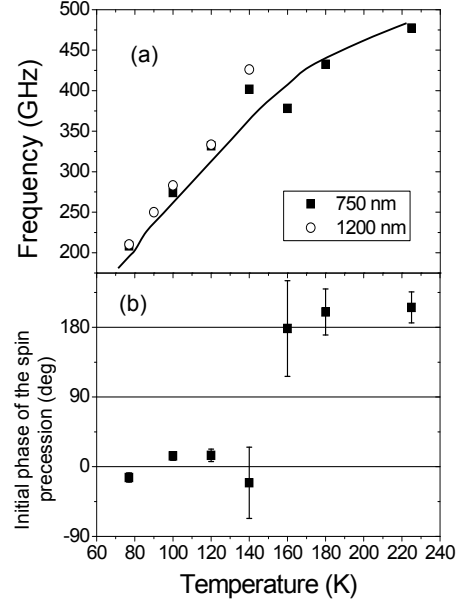 500
450
400
350
300
250
200
Frequency (GHz)
(a)
750 nm
1200 nm
(b)
180
90
0
-90
Initial phase of the spin
precession (deg)
60 80 100 120 140 160 180 200 220 240
Temperature (K)